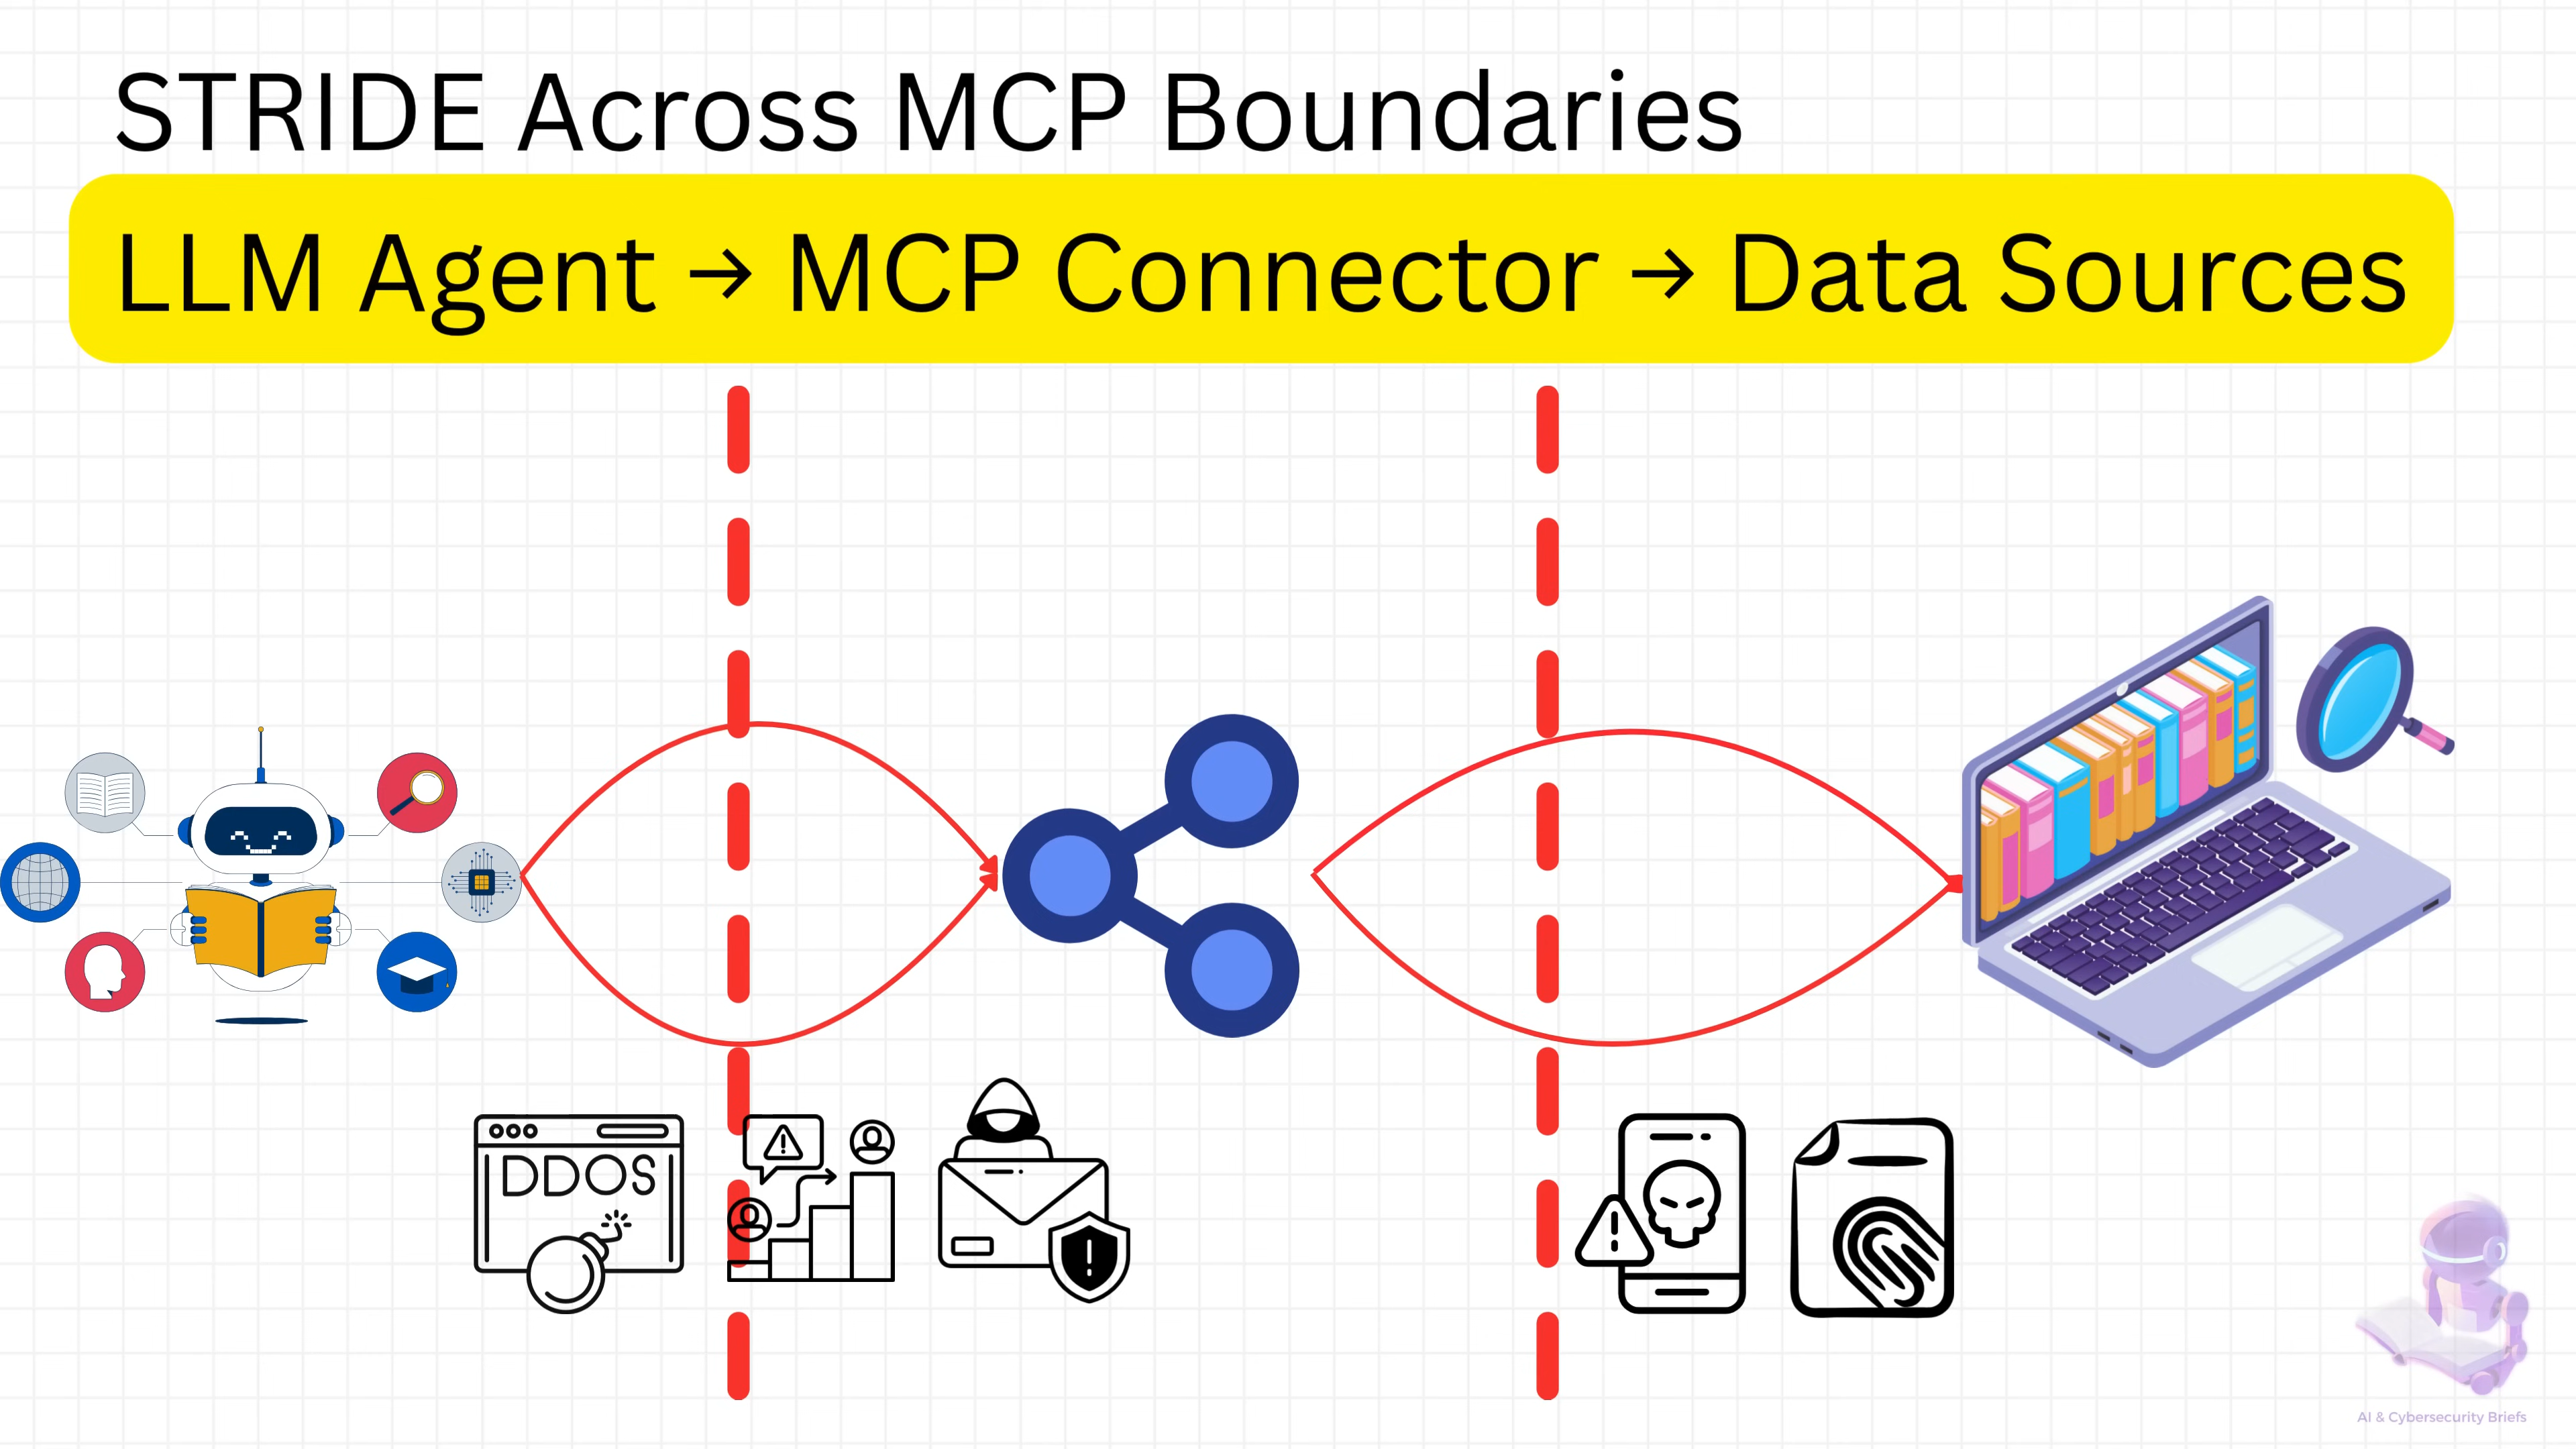 STRIDE Across MCP Boundaries
LLM Agent → MCP Connector → Data Sources
DDOS
AI & Cybersecurity Briefs